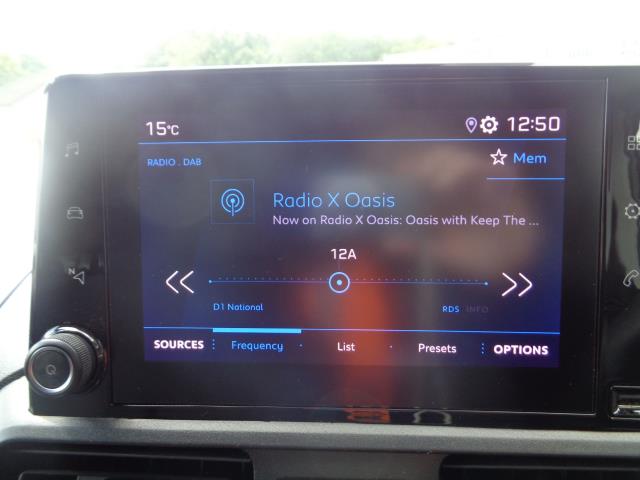 15°C 12:50
RADIO . DAB
Mem
Radio X Oasis
Now on Radio X Oasis: Oasis with Keep The ...
12A
D1 National RDS INFO
SOURCES Frequency List Presets OPTIONS
N